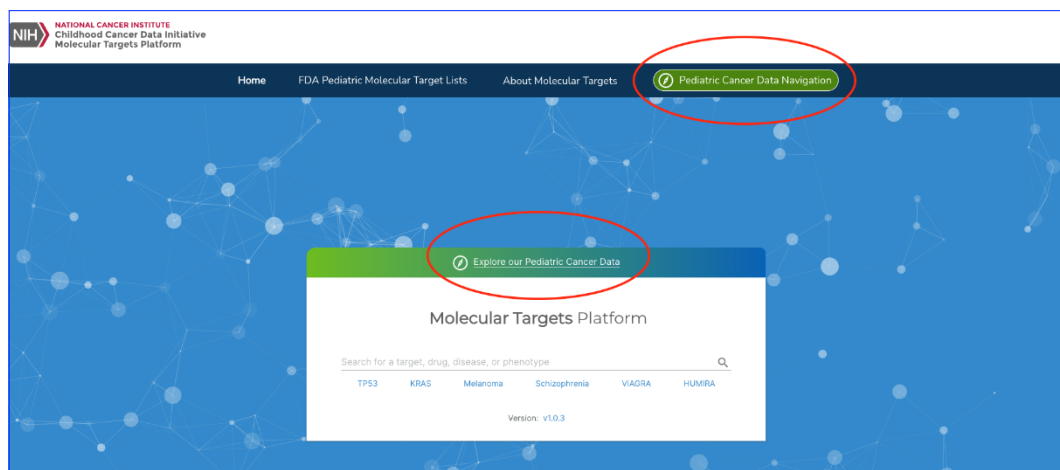 NIH
NATIONAL CANCER INSTITUTE
Childhood Cancer Data Initiative
Molecular Targets Platform
Home FDA Pediatric Molecular Target Lists About Molecular Targets Pediatric Cancer Data Navigation
Explore our Pediatric Cancer Data
Molecular Targets Platform
Search for a target, drug, disease, or phenotype
TP53 KRAS Melanoma Schizophrenia VIAGRA HUMIRA
Version: v1.0.3